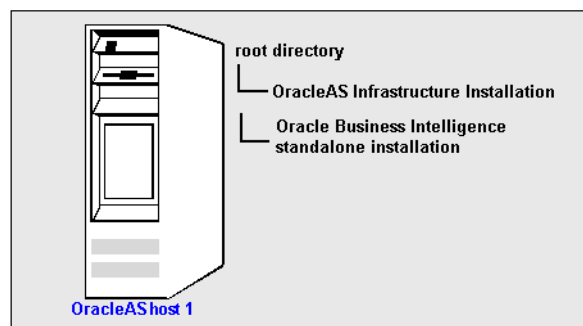 root directory
OracleAS Infrastructure Installation
Oracle Business Intelligence
standalone installation
OracleAShost 1